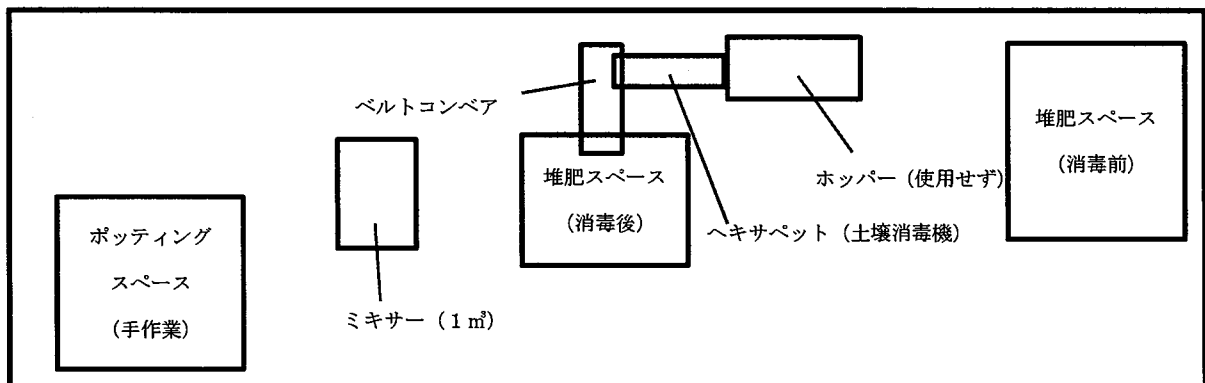 ベルトコンベア
堆肥スペース
(消毒前)
堆肥スペース
(消毒後)
ホッパー（使用せず）
ヘキサペット（土壌消毒機）
ポッティング
スペース
(手作業)
ミキサー（１㎥）